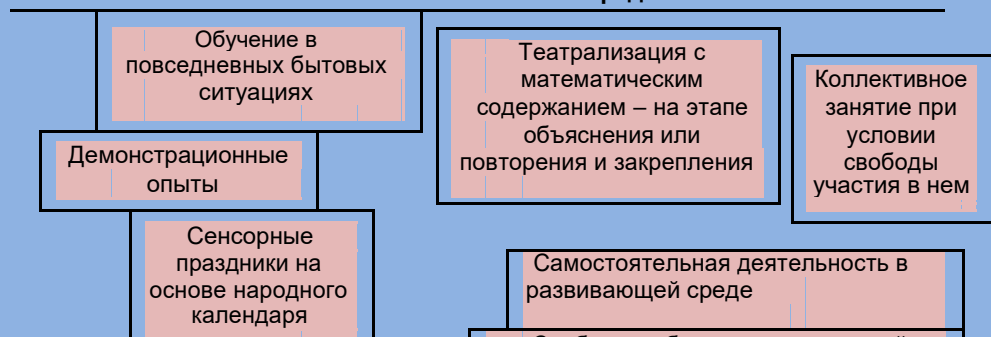 Обучение в
повседневных бытовых
ситуациях
Театрализация с
математическим
содержанием – на этапе
объяснения или
повторения и закрепления
Коллективное
занятие при
условии
свободы
участия в нем
Демонстрационные
опыты
Сенсорные
праздники на
основе народного
календаря
Самостоятельная деятельность в
развивающей среде